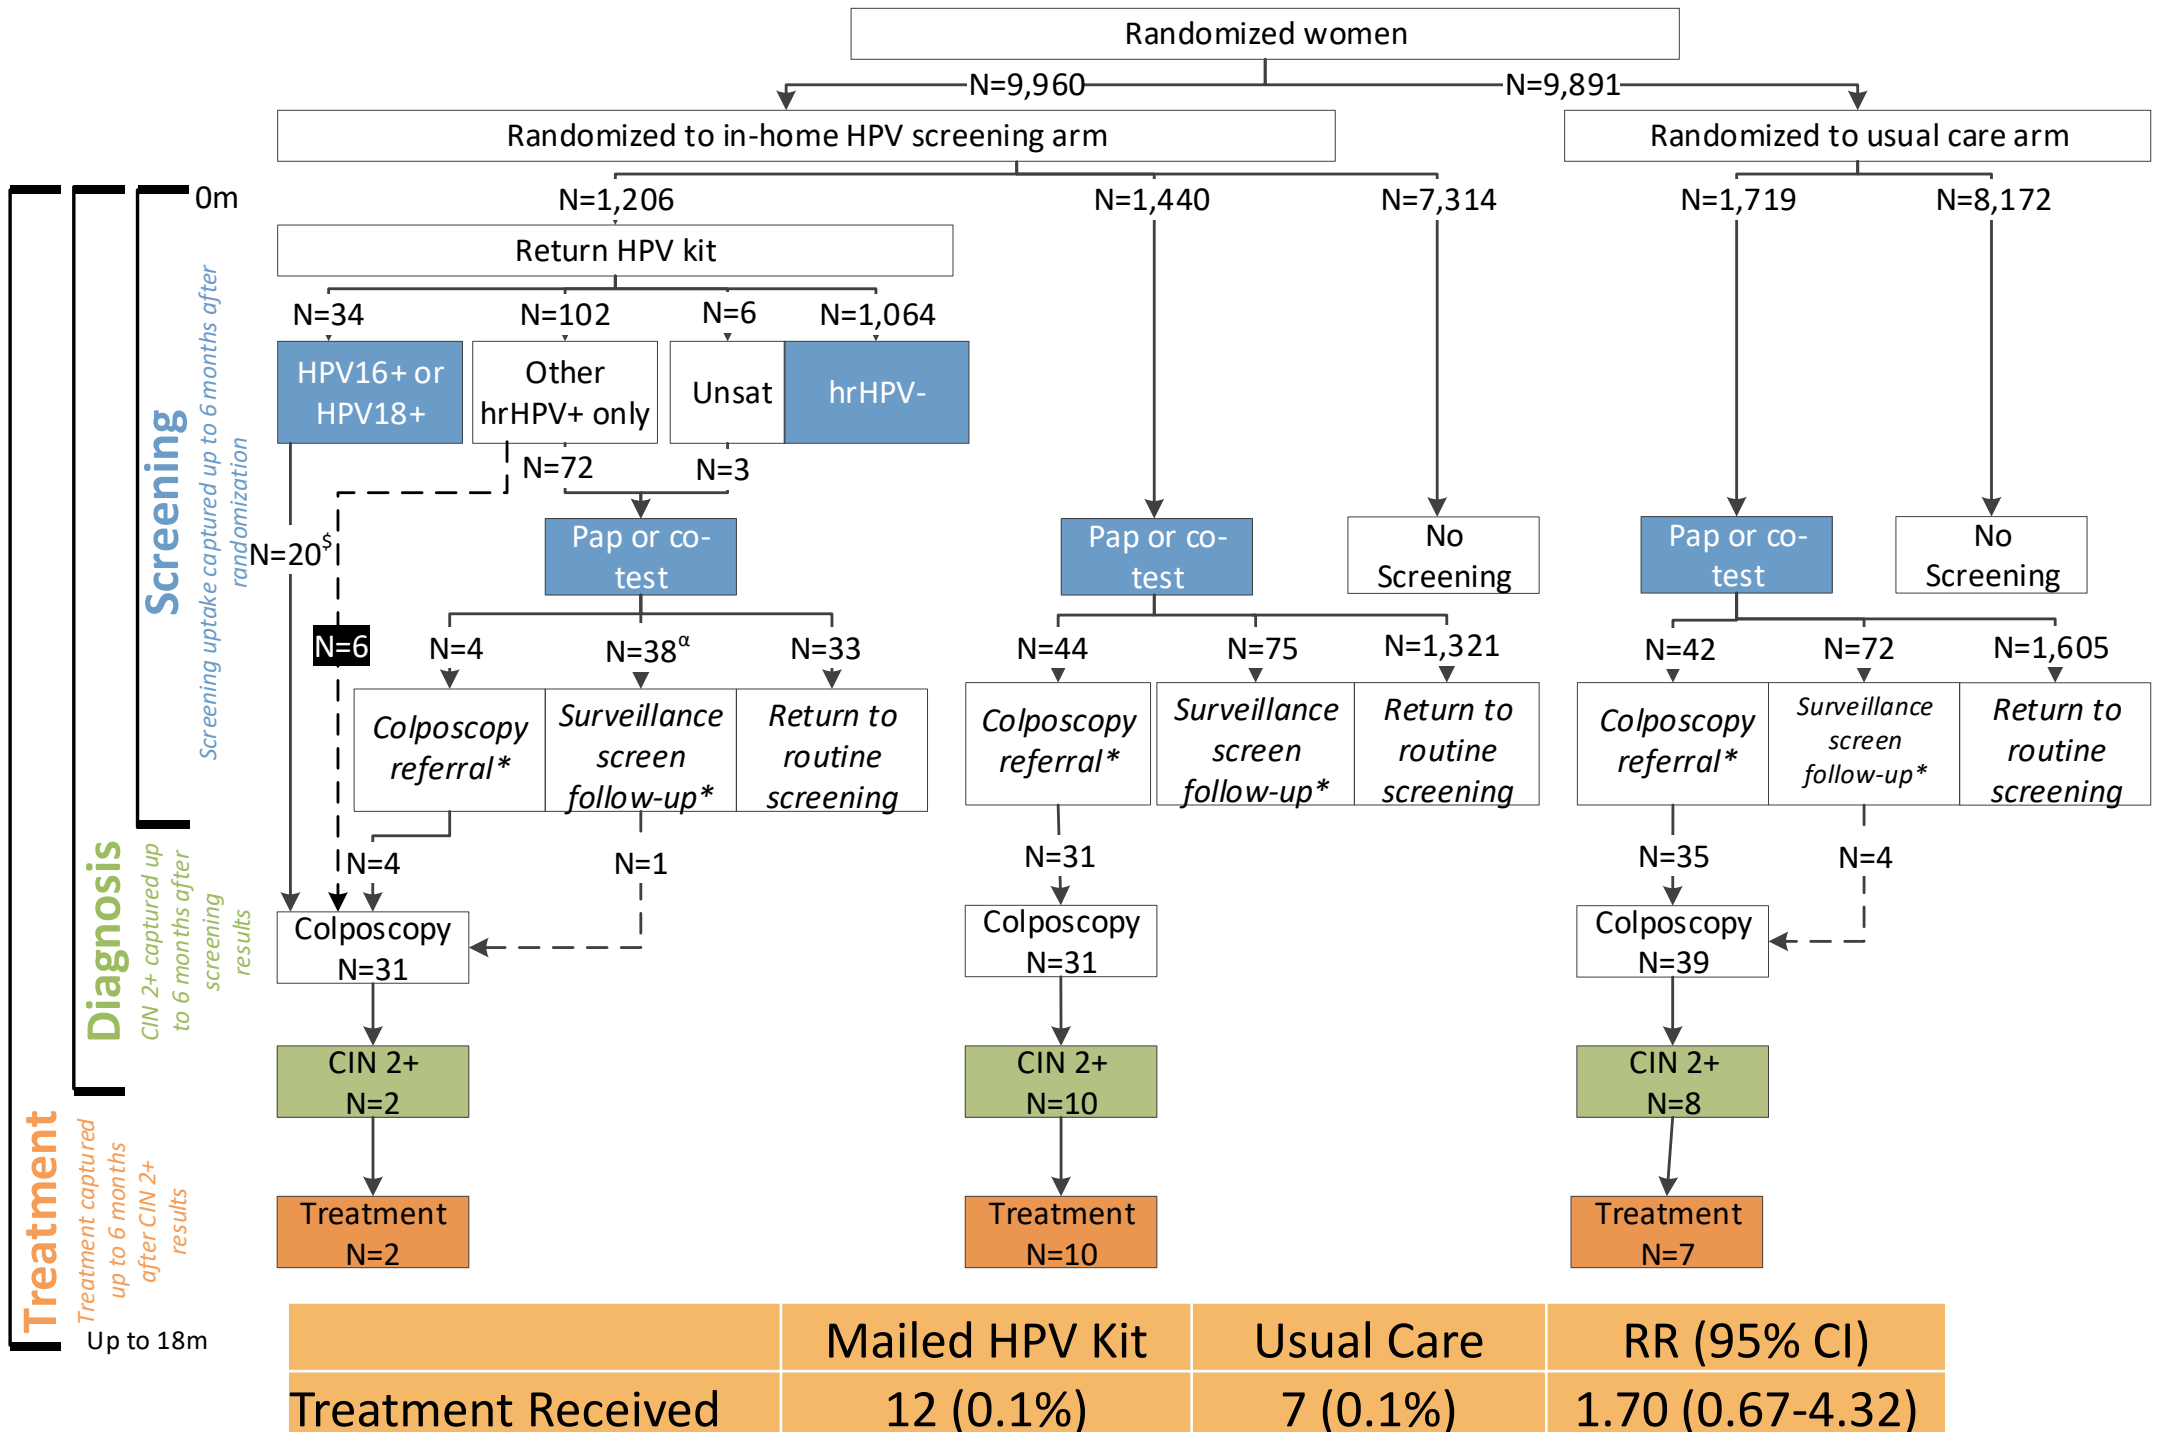 Randomized women
N=9,960
N=9,891
Randomized to in-home HPV screening arm
Randomized to usual care arm
0m
N=1,206
N=1,440
N=7,314
N=1,719
N=8,172
Return HPV kit
N=34
N=102
N=6
N=1,064
HPV16+ or
HPV18+
Other
hrHPV+ only
Unsat
hrHPV-
N=72
N=3
N=20$
N=6
Pap or co-
test
Pap or co-
test
No
Screening
Pap or co-
test
No
Screening
N=4
N=38α
N=33
N=44
N=75
N=1,321
N=42
N=72
N=1,605
Colposcopy
referral*
Surveillance
screen
follow-up*
Return to
routine
screening
Colposcopy
referral*
Surveillance
screen
follow-up*
Return to
routine
screening
Colposcopy
referral*
Surveillance
screen
follow-up*
Return to
routine
screening
N=4
N=1
N=31
N=35
N=4
Colposcopy
N=31
Colposcopy
N=31
Colposcopy
N=39
CIN 2+
N=2
CIN 2+
N=10
CIN 2+
N=8
Treatment
N=2
Treatment
N=10
Treatment
N=7
Screening
Screening uptake captured up to 6 months after
randomization
Diagnosis
CIN 2+ captured up
to 6 months after
screening
results
Treatment
Treatment captured
up to 6 months
after CIN 2+
results
Up to 18m
Mailed HPV Kit Usual Care RR (95% CI)
Treatment Received 12 (0.1%) 7 (0.1%) 1.70 (0.67-4.32)